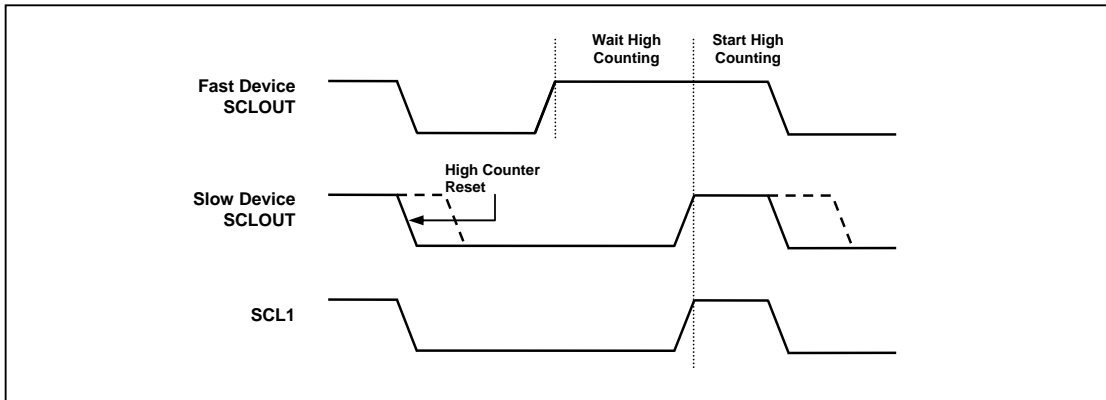 Wait High
Counting
Start High
Counting
Fast Device
SCLOUT
High Counter
Reset
Slow Device
SCLOUT
SCL1